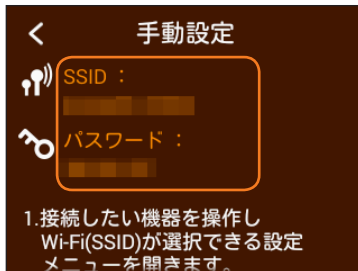 手動設定
SSID：
パスワード：
1.接続したい機器を操作し
Wi-Fi(SSID)が選択できる設定
メニューを開きます。